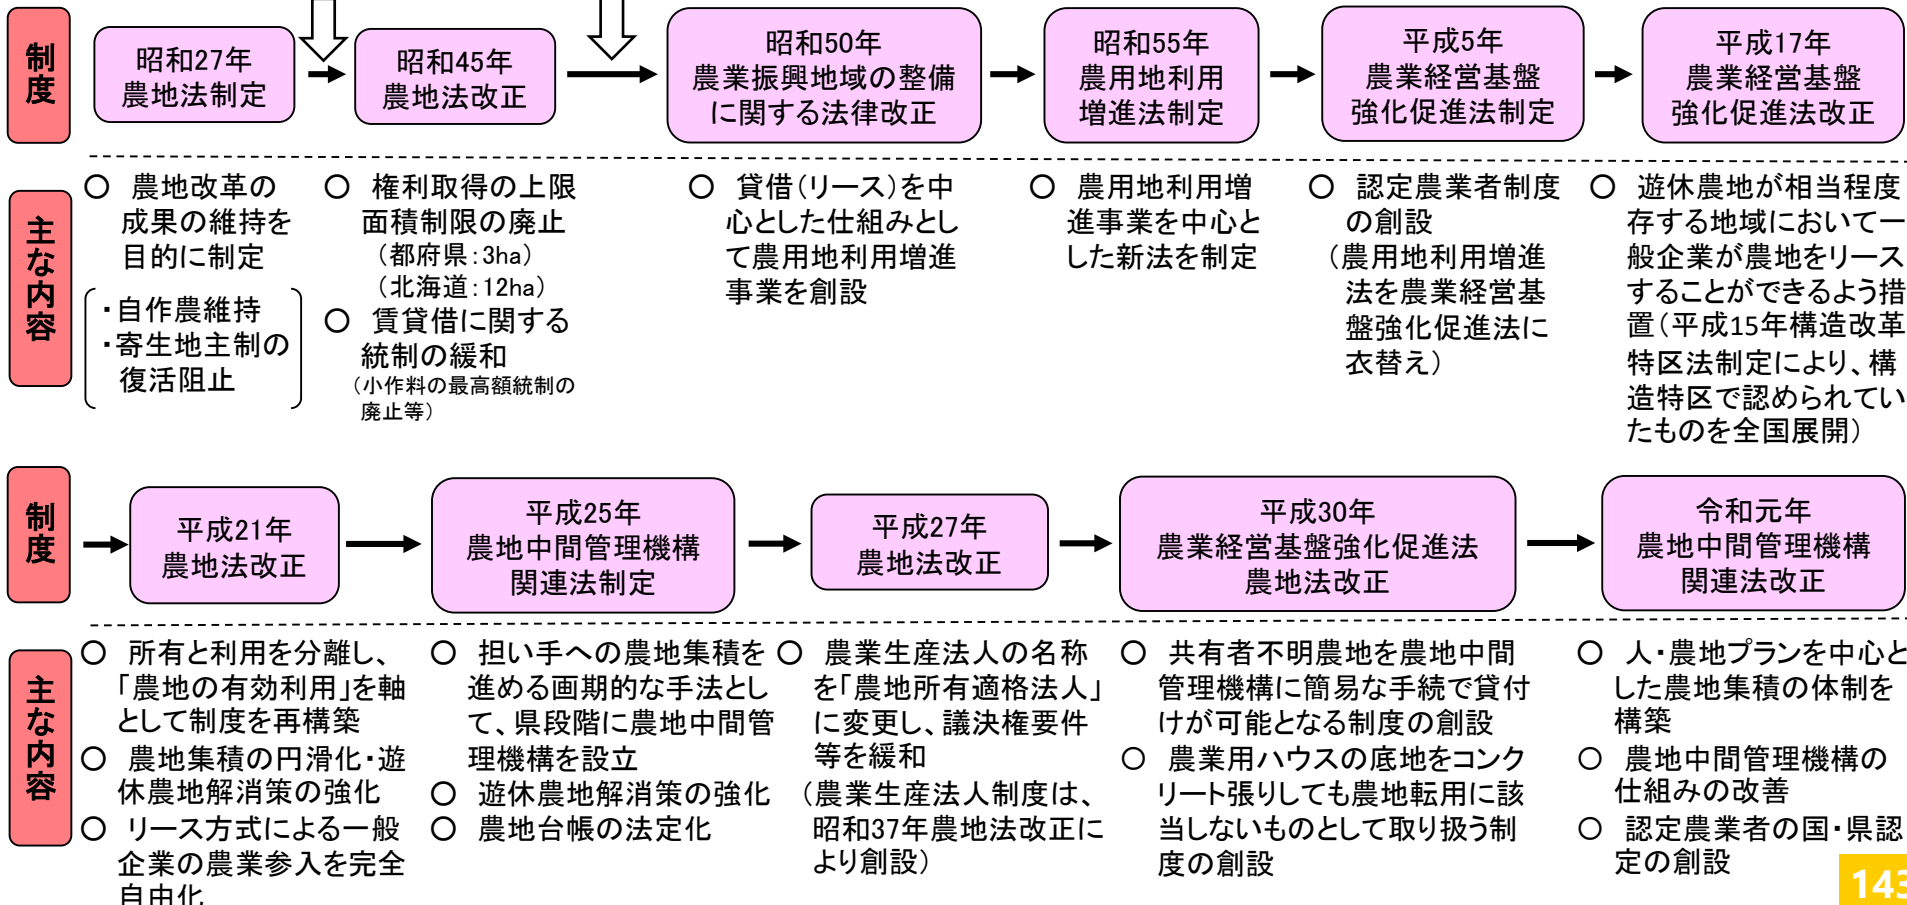 制度
昭和27年
農地法制定
昭和45年
農地法改正
昭和50年
農業振興地域の整備
に関する法律改正
昭和55年
農用地利用
増進法制定
平成5年
農業経営基盤
強化促進法制定
平成17年
農業経営基盤
強化促進法改正
主な内容
○ 農地改革の
成果の維持を
目的に制定
・自作農維持
・寄生地主制の
復活阻止
○ 権利取得の上限
面積制限の廃止
（都府県：3ha）
（北海道：12ha）
○ 賃貸借に関する
統制の緩和
（小作料の最高額統制の
廃止等）
○ 貸借（リース）を中
心とした仕組みとし
て農用地利用増進
事業を創設
○ 農用地利用増
進事業を中心と
した新法を制定
○ 認定農業者制度
の創設
（農用地利用増進
法を農業経営基
盤強化促進法に
衣替え）
○ 遊休農地が相当程度
存する地域において一
般企業が農地をリース
することができるよう措
置（平成15年構造改革
特区法制定により、構
造特区で認められてい
たものを全国展開）
制度
平成21年
農地法改正
平成25年
農地中間管理機構
関連法制定
平成27年
農地法改正
平成30年
農業経営基盤強化促進法
農地法改正
令和元年
農地中間管理機構
関連法改正
主な内容
○ 所有と利用を分離し、
「農地の有効利用」を軸
として制度を再構築
○ 農地集積の円滑化・遊
休農地解消策の強化
○ リース方式による一般
企業の農業参入を完全
自由化
○ 担い手への農地集積を
進める画期的な手法とし
て、県段階に農地中間管
理機構を設立
○ 遊休農地解消策の強化
○ 農地台帳の法定化
○ 農業生産法人の名称
を「農地所有適格法人」
に変更し、議決権要件
等を緩和
（農業生産法人制度は、
昭和37年農地法改正に
より創設）
○ 共有者不明農地を農地中間
管理機構に簡易な手続で貸付
けが可能となる制度の創設
○ 農業用ハウスの底地をコンク
リート張りしても農地転用に該
当しないものとして取り扱う制
度の創設
○ 人・農地プランを中心と
した農地集積の体制を
構築
○ 農地中間管理機構の
仕組みの改善
○ 認定農業者の国・県認
定の創設
143